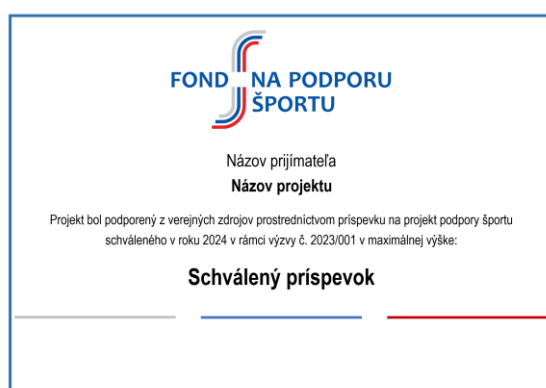 FOND NA PODPORU
ŠPORTU
Názov prijímateľa
Názov projektu
Projekt bol podporený z verejných zdrojov prostredníctvom príspevku na projekt podpory športu
schváleného v roku 2024 v rámci výzvy č. 2023/001 v maximálnej výške:
Schválený príspevok